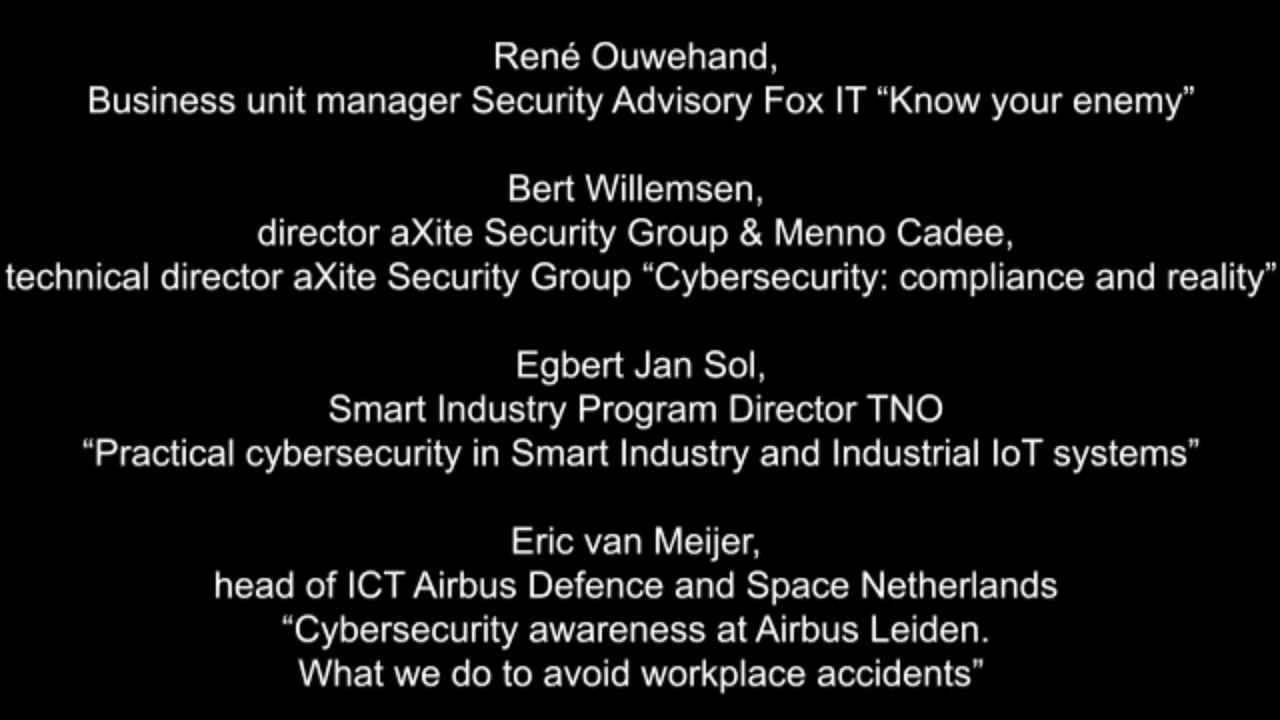 René Ouwehand,
Business unit manager Security Advisory Fox IT “Know your enemy”
Bert Willemsen,
director aXite Security Group & Menno Cadee,
technical director aXite Security Group “Cybersecurity: compliance and reality”
Egbert Jan Sol,
Smart Industry Program Director TNO
“Practical cybersecurity in Smart Industry and Industrial IoT systems”
Eric van Meijer,
head of ICT Airbus Defence and Space Netherlands
“Cybersecurity awareness at Airbus Leiden.
What we do to avoid workplace accidents”